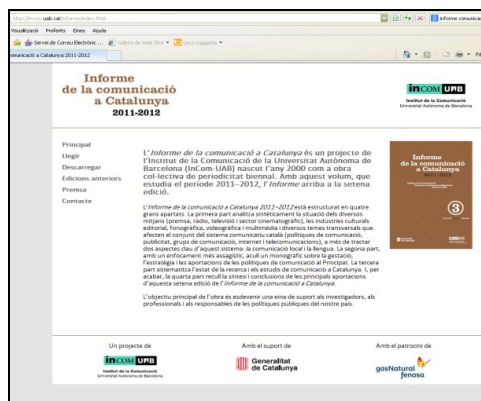 http://incom.uab.cat/informe/index.html
informe comunicac
Visualització Preferits Eines Ajuda
Servei de Correu Electrònic ...
Galeria de Web Slice
Llocs suggerits
omunicació a Catalunya 2011-2012
Informe
de la comunicació
a Catalunya
2011-2012
inCOM UAB
Institut de la Comunicació
Universitat Autònoma de Barcelona
Principal
Llegir
Descarregar
Edicions anteriors
Premsa
Contacte
L'Informe de la comunicació a Catalunya és un projecte de
l'Institut de la Comunicació de la Universitat Autònoma de
Barcelona (InCom-UAB) nascut l'any 2000 com a obra
col·lectiva de periodicitat biennal. Amb aquest volum, que
estudia el període 2011–2012, l'Informe arriba a la setena
edició.
L'Informe de la comunicació a Catalunya 2011–2012 està estructurat en quatre
grans apartats. La primera part analitza sintèticament la situació dels diversos
mitjans (premsa, ràdio, televisió i sector cinematogràfic), les indústries culturals
editorial, fonogràfica, videogràfica i multimèdia i diversos temes transversals que
afecten el conjunt del sistema comunicatiu català (polítiques de comunicació,
publicitat, grups de comunicació, internet i telecomunicacions), a més de tractar
dos aspectes clau d'aquest sistema: la comunicació local i la llengua. La segona part,
amb un enfocament més assagístic, acull un monogràfic sobre la gestació,
l'estratègia i les aportacions de les polítiques de comunicació al Principat. La tercera
part sistematitza l'estat de la recerca i els estudis de comunicació a Catalunya. I, per
acabar, la quarta part recull la síntesi i conclusions de les principals aportacions
d'aquesta setena edició de l'Informe de la comunicació a Catalunya.
L'objectiu principal de l'obra és esdevenir una eina de suport als investigadors, als
professionals i als responsables de les polítiques públiques del nostre país.
Informe
de la comunicació
a Catalunya
2011-2012
3
Un projecte de
inCOM UAB
Institut de la Comunicació
Universitat Autònoma de Barcelona
Amb el suport de
Generalitat
de Catalunya
Amb el patrocini de
gasNatural
fenosa